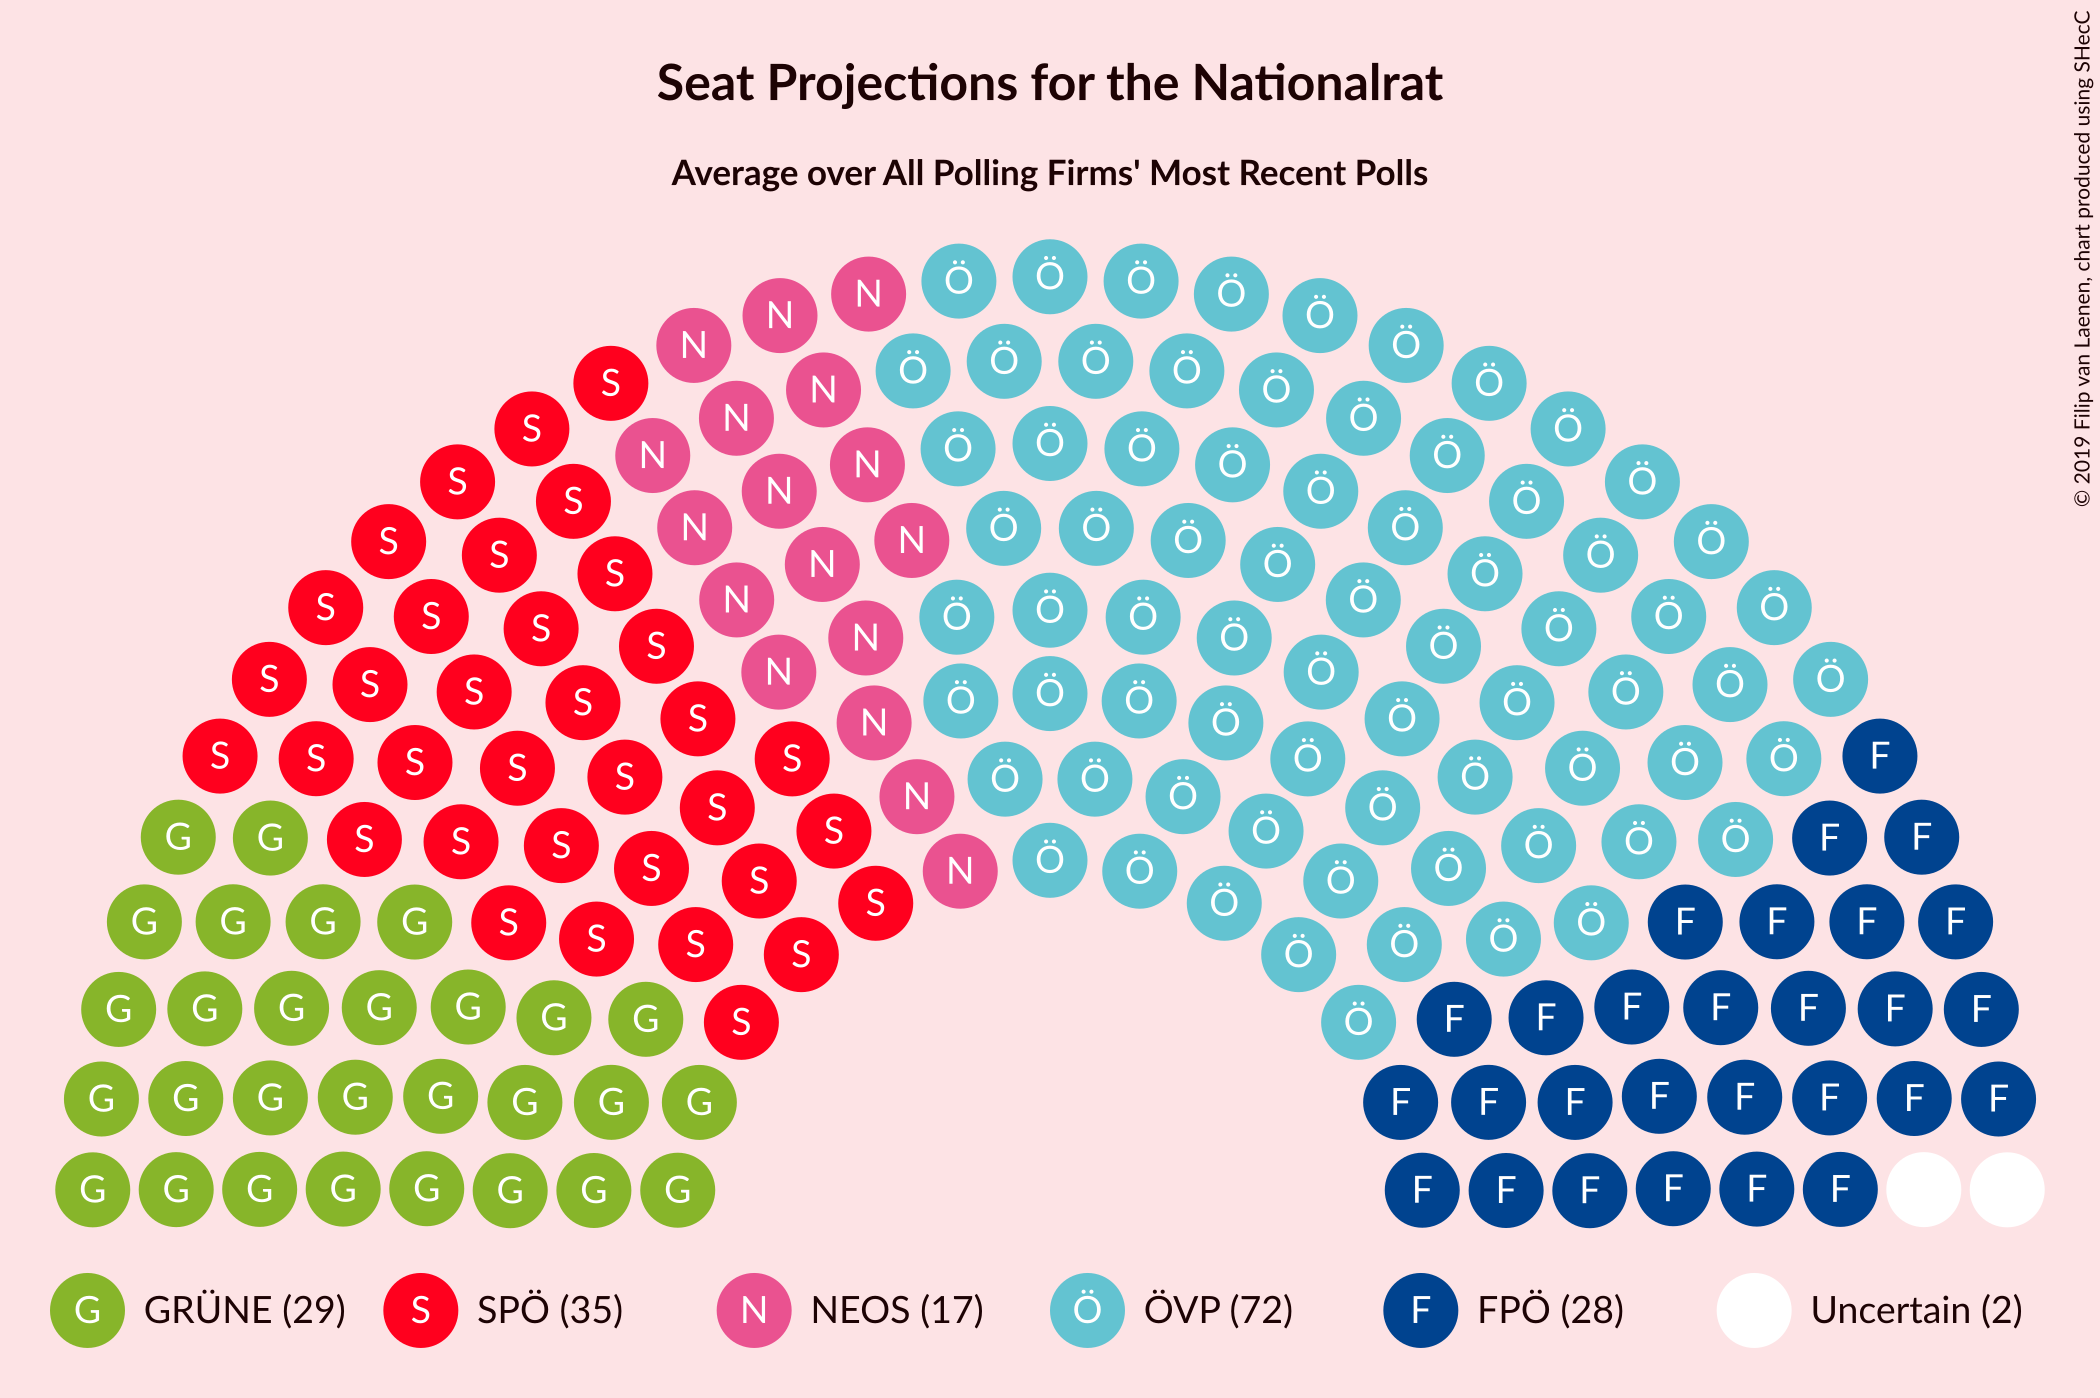 Seat Projections for the Nationalrat
Average over All Polling Firms' Most Recent Polls
© 2019 Filip van Laenen, chart produced using SHecC
N N N Ö Ö Ö Ö Ö Ö
S N N N Ö Ö Ö Ö Ö Ö Ö
S S N N N Ö Ö Ö Ö Ö Ö Ö Ö
S S S N N N Ö Ö Ö Ö Ö Ö Ö Ö
S S S S N N Ö Ö Ö Ö Ö Ö Ö Ö Ö
S S S S S N Ö Ö Ö Ö Ö Ö Ö Ö Ö
S S S S S S N Ö Ö Ö Ö Ö Ö Ö Ö Ö F
G G S S S S S S N Ö Ö Ö Ö Ö Ö Ö Ö F F
G G G G S S S S S Ö Ö Ö Ö Ö F F F F
G G G G G G G S Ö F F F F F F F
G G G G G G G G F F F F F F F F
G G G G G G G G F F F F F F
G GRÜNE (29) S SPÖ (35) N NEOS (17) Ö ÖVP (72) F FPÖ (28) Uncertain (2)